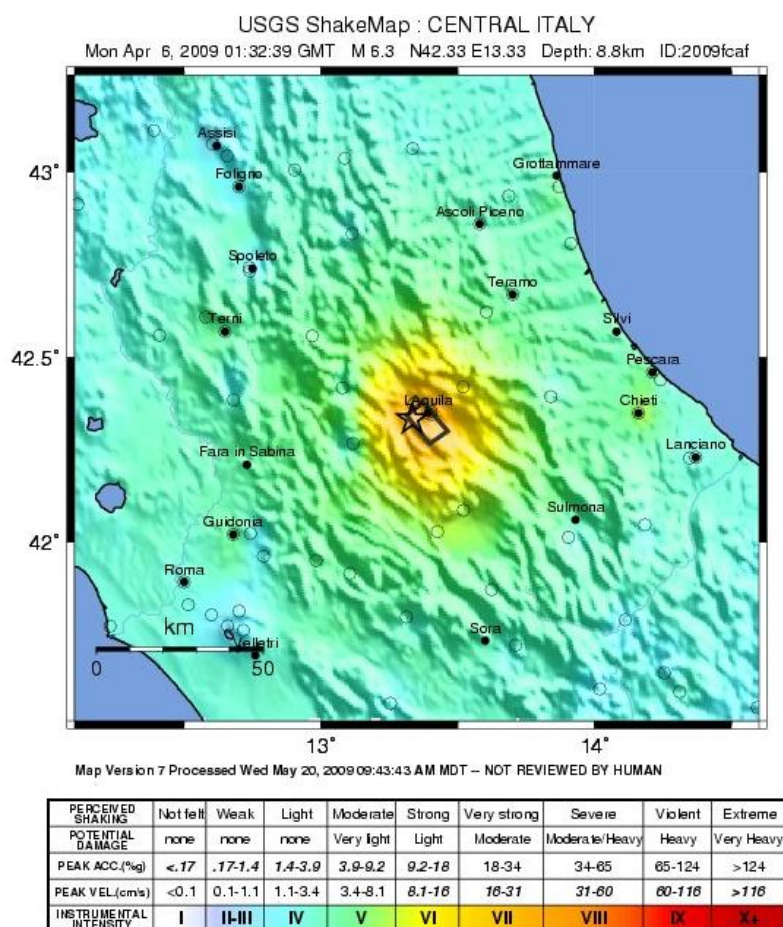 USGS ShakeMap : CENTRAL ITALY
Mon Apr 6, 2009 01:32:39 GMT M 6.3 N42.33 E13.33 Depth: 8.8km ID:2009fcaf
Assisi
43°
Grottammare
Foligno
Ascoli Piceno
Spoleto
Teramo
Terni
Silvi
42.5°
Pescara
L'Aquila
Chieti
Lanciano
Fara in Sabina
Sulmona
Guidonia
42°
Roma
km
Sora
Velletri
0 50
13° 14°
Map Version 7 Processed Wed May 20, 2009 09:43:43 AM MDT -- NOT REVIEWED BY HUMAN
PERCEIVED SHAKING Not felt Weak Light Moderate Strong Very strong Severe Violent Extreme
POTENTIAL DAMAGE none none none Very light Light Moderate Moderate/Heavy Heavy Very Heavy
PEAK ACC.(%g) <.17 .17-1.4 1.4-3.9 3.9-9.2 9.2-18 18-34 34-65 65-124 >124
PEAK VEL.(cm/s) <0.1 0.1-1.1 1.1-3.4 3.4-8.1 8.1-16 16-31 31-60 60-116 >116
INSTRUMENTAL INTENSITY I II-III IV V VI VII VIII IX X+